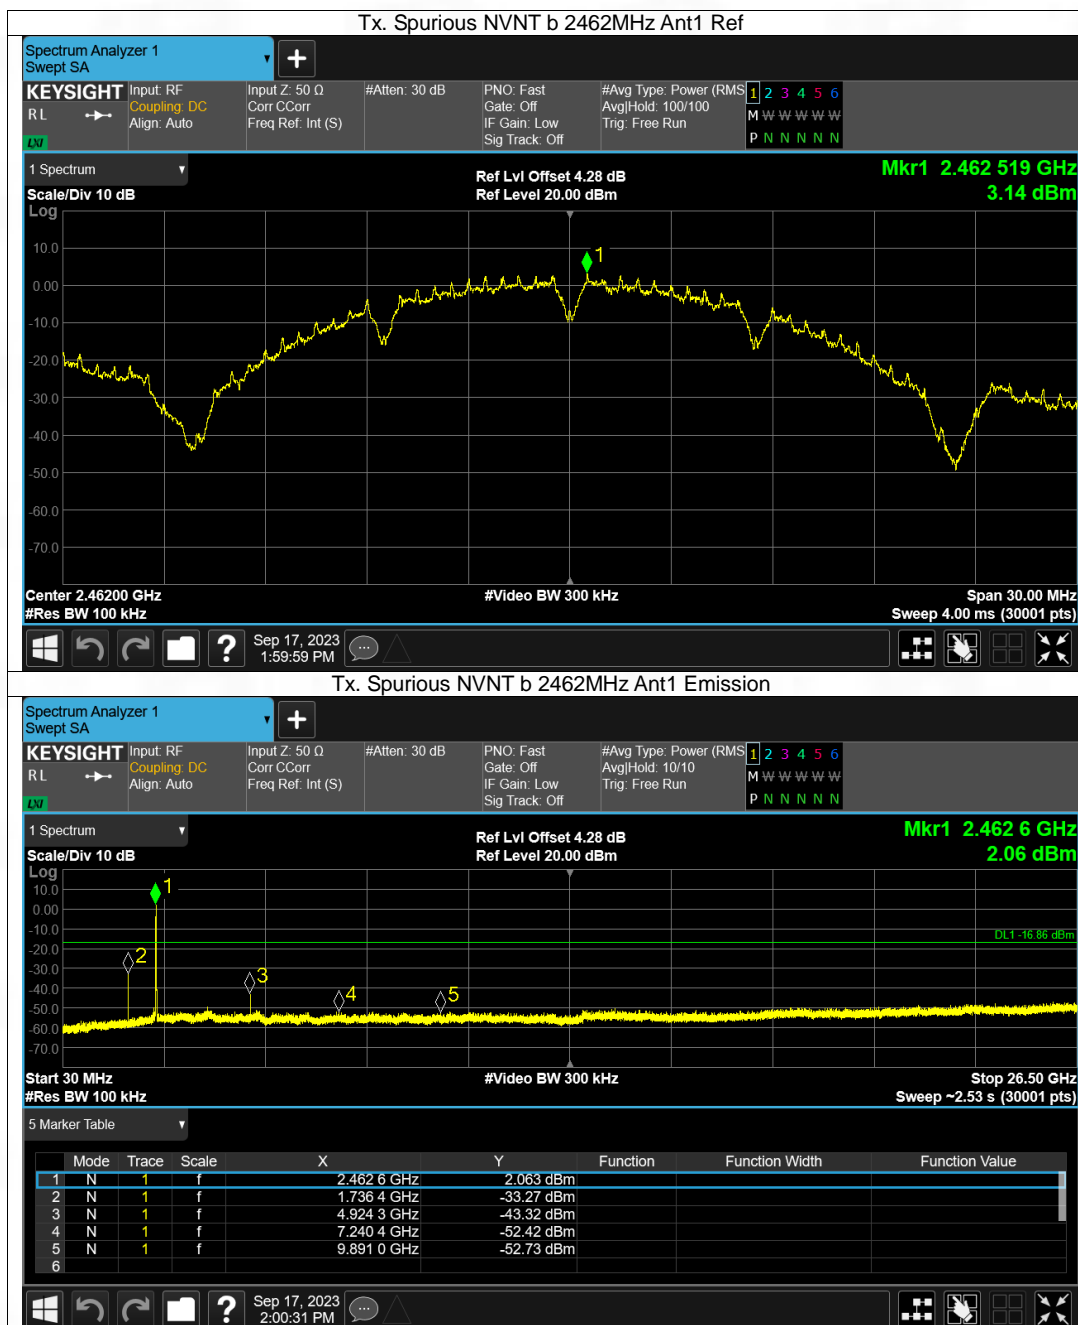 Tx. Spurious NVNT b 2462MHz Ant1 Ref
Spectrum Analyzer 1
Swept SA
KEYSIGHT Input: RF Input Z: 50 Ω #Atten: 30 dB PNO: Fast #Avg Type: Power (RMS 1 2 3 4 5 6
RL Coupling: DC Corr CCorr Gate: Off Avg|Hold: 100/100 M W W W W W
Align: Auto Freq Ref: Int (S) IF Gain: Low Trig: Free Run
LXI Sig Track: Off P N N N N N
1 Spectrum Ref Lvl Offset 4.28 dB Mkr1 2.462 519 GHz
Scale/Div 10 dB Ref Level 20.00 dBm 3.14 dBm
Log
10.0
0.00
-10.0
-20.0
-30.0
-40.0
-50.0
-60.0
-70.0
1
Center 2.46200 GHz #Video BW 300 kHz Span 30.00 MHz
#Res BW 100 kHz Sweep 4.00 ms (30001 pts)
? Sep 17, 2023
1:59:59 PM
Tx. Spurious NVNT b 2462MHz Ant1 Emission
Spectrum Analyzer 1
Swept SA
KEYSIGHT Input: RF Input Z: 50 Ω #Atten: 30 dB PNO: Fast #Avg Type: Power (RMS 1 2 3 4 5 6
RL Coupling: DC Corr CCorr Gate: Off Avg|Hold: 10/10 M W W W W W
Align: Auto Freq Ref: Int (S) IF Gain: Low Trig: Free Run
LXI Sig Track: Off P N N N N N
1 Spectrum Ref Lvl Offset 4.28 dB Mkr1 2.462 6 GHz
Scale/Div 10 dB Ref Level 20.00 dBm 2.06 dBm
Log
10.0
0.00
-10.0
-20.0
-30.0
-40.0
-50.0
-60.0
-70.0
1
DL1 -16.86 dBm
2
3
4
5
Start 30 MHz #Video BW 300 kHz Stop 26.50 GHz
#Res BW 100 kHz Sweep ~2.53 s (30001 pts)
5 Marker Table
Mode Trace Scale X Y Function Function Width Function Value
1 N 1 f 2.462 6 GHz 2.063 dBm
2 N 1 f 1.736 4 GHz -33.27 dBm
3 N 1 f 4.924 3 GHz -43.32 dBm
4 N 1 f 7.240 4 GHz -52.42 dBm
5 N 1 f 9.891 0 GHz -52.73 dBm
6
? Sep 17, 2023
2:00:31 PM